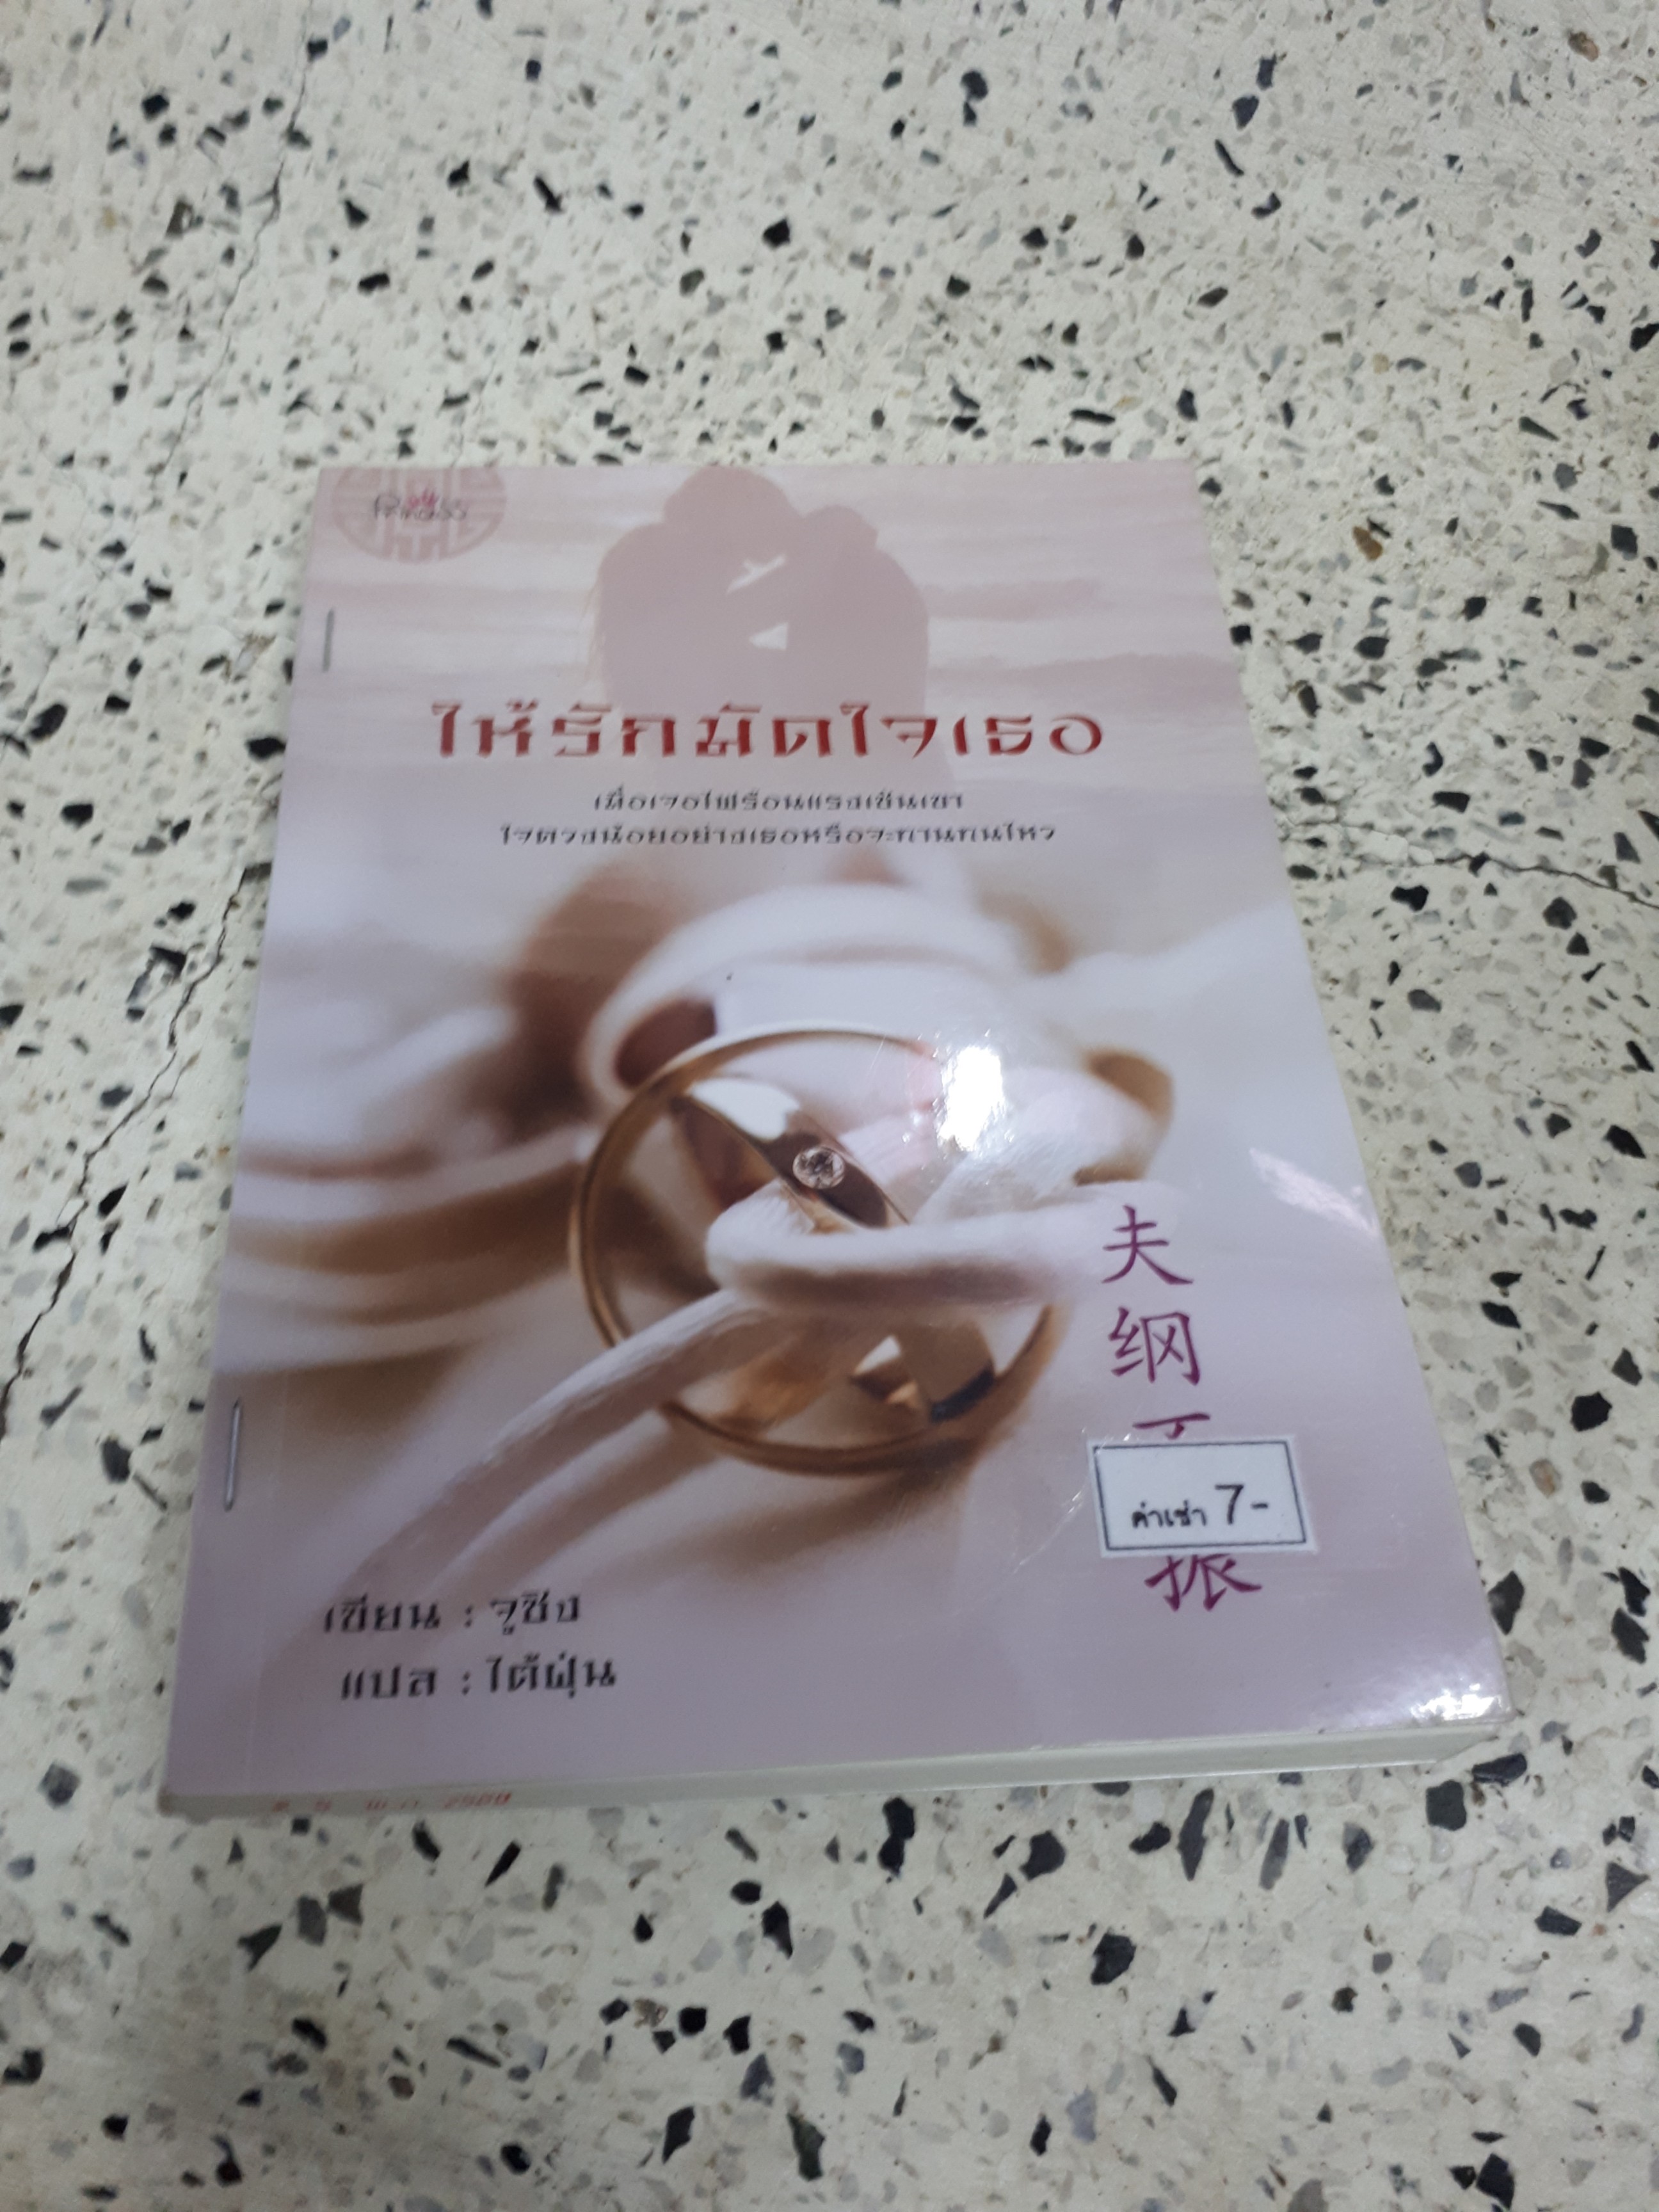 Princess
ให้รักมัดใจเธอ
เมื่อเจอไฟร้อนแรงเช่นเขา
ใจดวงน้อยอย่างเธอหรือจะทานทนไหว
夫
纲
不
ค่าเช่า 7-
振
เขียน : จูชิง
แปล : ไต้ฝุ่น